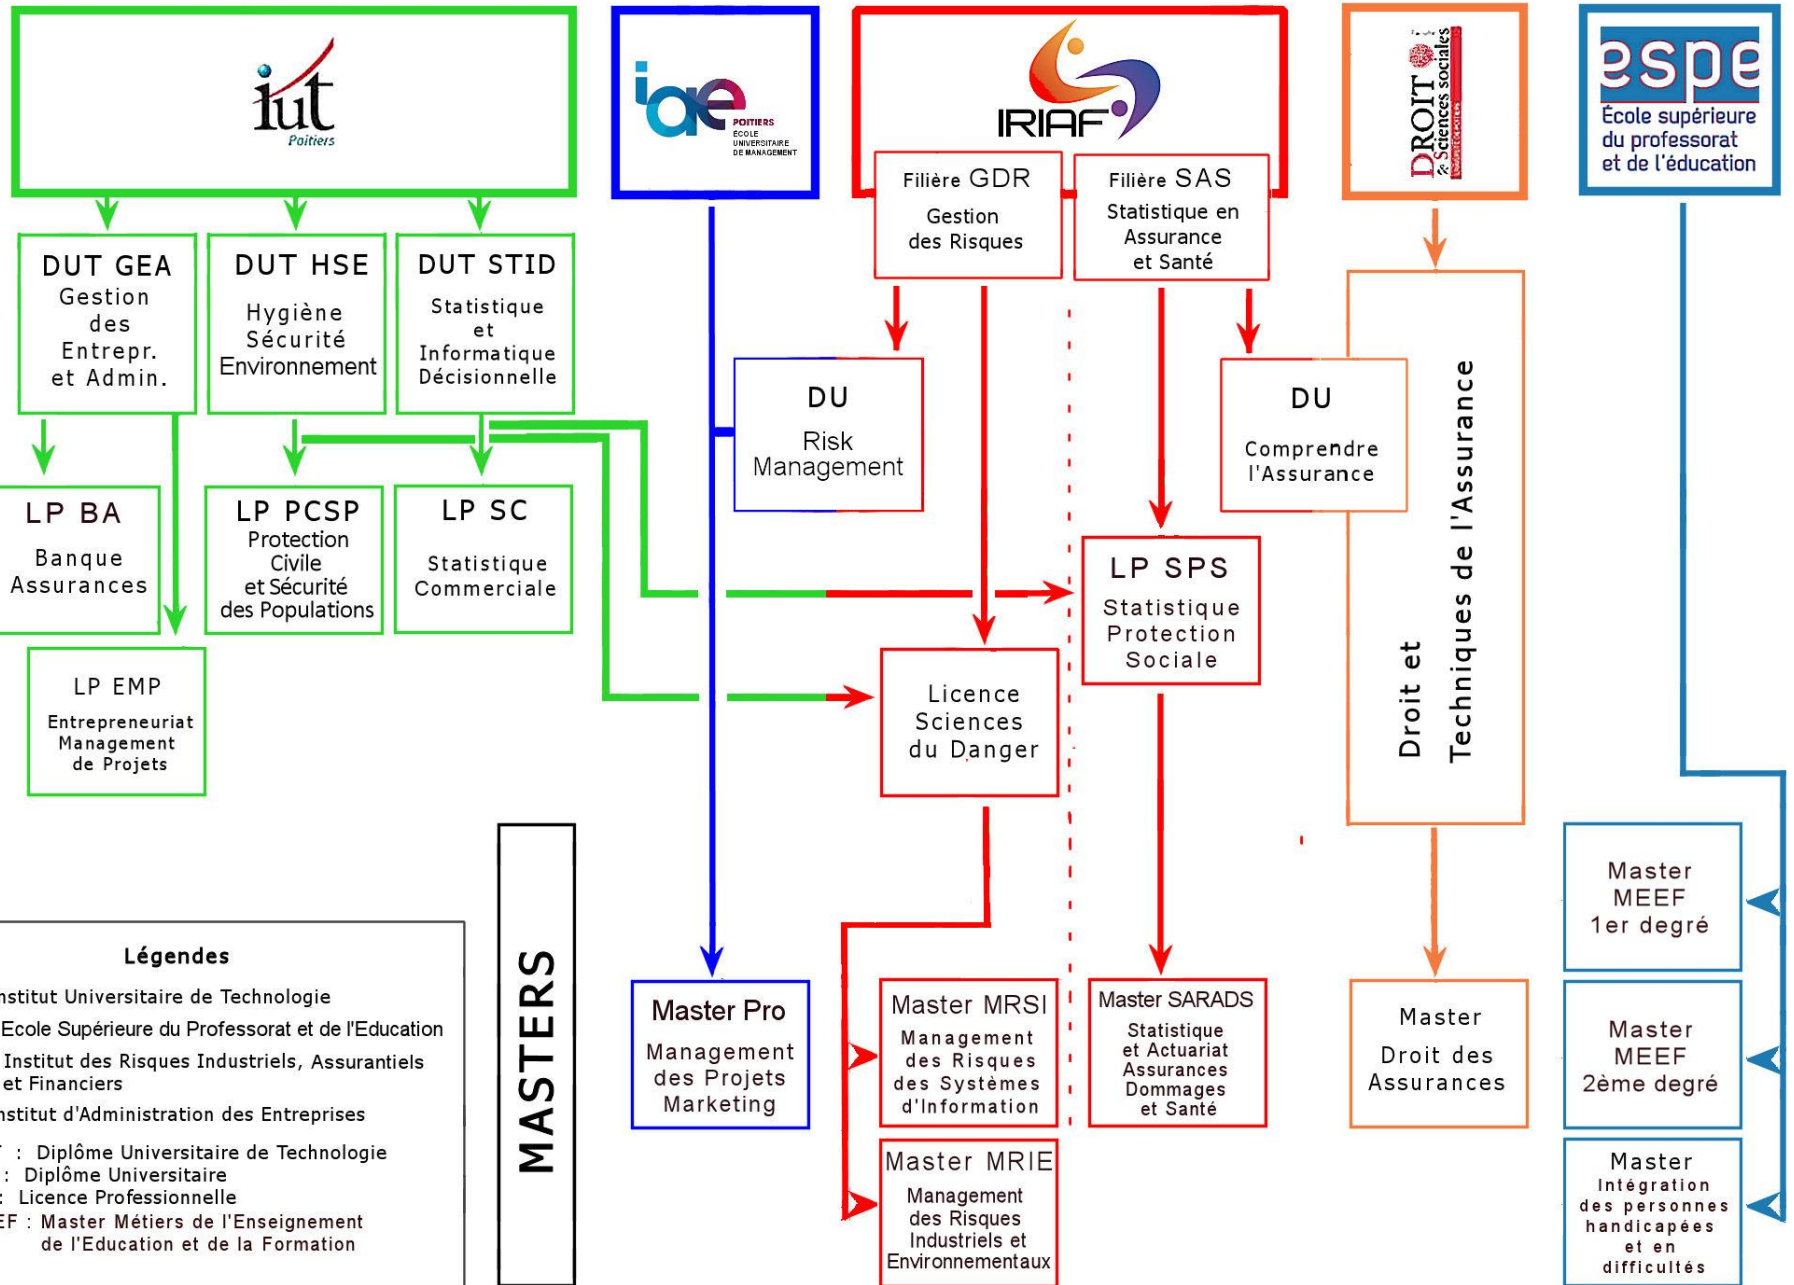 iut
Poitiers
iae
POITIERS
ÉCOLE
UNIVERSITAIRE
DE MANAGEMENT
IRIAF
DROIT
& Sciences sociales
espe
École supérieure
du professorat
et de l'éducation
Filière GDR
Gestion
des Risques
Filière SAS
Statistique en
Assurance
et Santé
DUT GEA
Gestion
des
Entrepr.
et Admin.
DUT HSE
Hygiène
Sécurité
Environnement
DUT STID
Statistique
et
Informatique
Décisionnelle
DU
Risk
Management
DU
Comprendre
l'Assurance
Droit et
Techniques de l'Assurance
LP BA
Banque
Assurances
LP PCSP
Protection
Civile
et Sécurité
des Populations
LP SC
Statistique
Commerciale
LP SPS
Statistique
Protection
Sociale
LP EMP
Entrepreneuriat
Management
de Projets
Licence
Sciences
du Danger
MASTERS
Master Pro
Management
des Projets
Marketing
Master MRSI
Management
des Risques
des Systèmes
d'Information
Master SARADS
Statistique
et Actuariat
Assurances
Dommages
et Santé
Master
Droit des
Assurances
Master
MEEF
1er degré
Master
MEEF
2ème degré
Master MRIE
Management
des Risques
Industriels et
Environnementaux
Master
Intégration
des personnes
handicapées
et en
difficultés
Légendes
nstitut Universitaire de Technologie
Ecole Supérieure du Professorat et de l'Education
Institut des Risques Industriels, Assurantiels
et Financiers
nstitut d'Administration des Entreprises
: Diplôme Universitaire de Technologie
: Diplôme Universitaire
: Licence Professionnelle
EF : Master Métiers de l'Enseignement
de l'Education et de la Formation